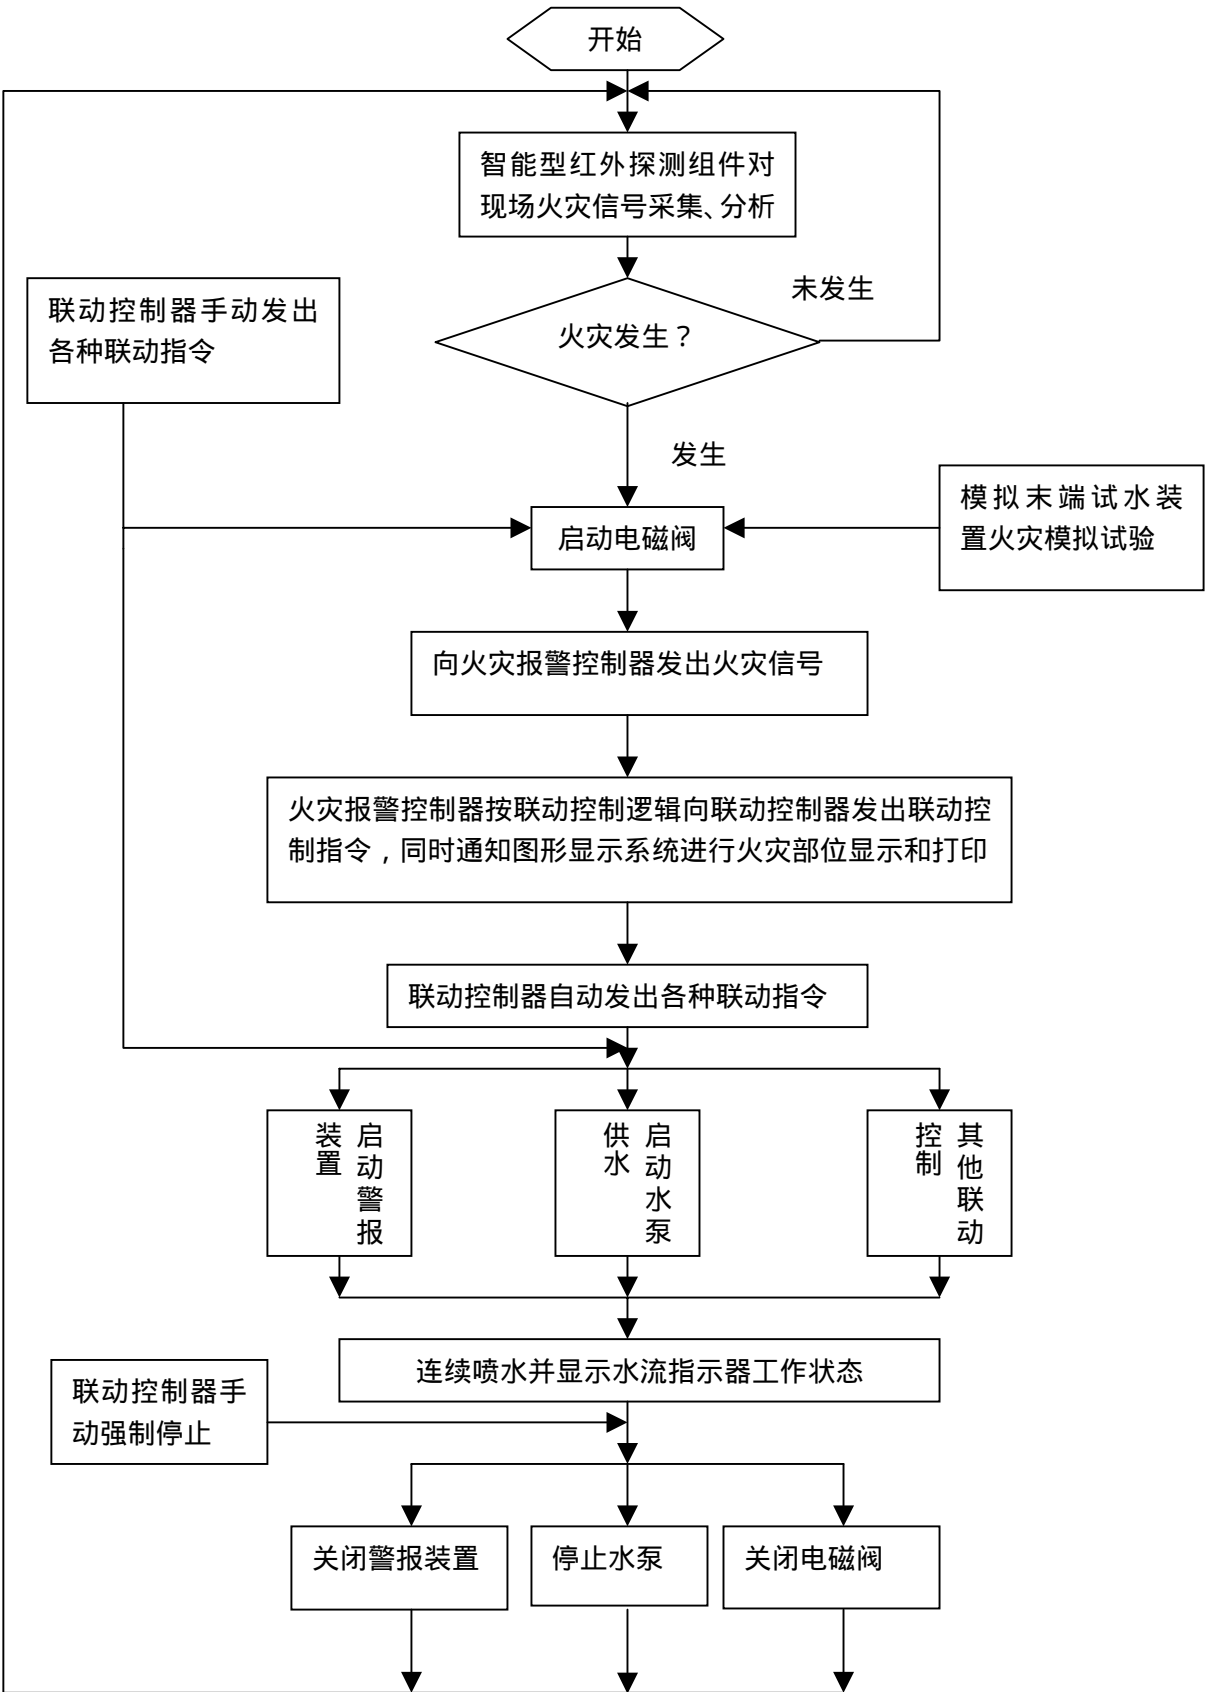 开始
智能型红外探测组件对
现场火灾信号采集、分析
未发生
联动控制器手动发出
各种联动指令
火灾发生？
发生
模拟末端试水装
置火灾模拟试验
启动电磁阀
向火灾报警控制器发出火灾信号
火灾报警控制器按联动控制逻辑向联动控制器发出联动控
制指令，同时通知图形显示系统进行火灾部位显示和打印
联动控制器自动发出各种联动指令
启动警报
装置
启动水泵
供水
其他联动
控制
连续喷水并显示水流指示器工作状态
联动控制器手
动强制停止
关闭警报装置
停止水泵
关闭电磁阀